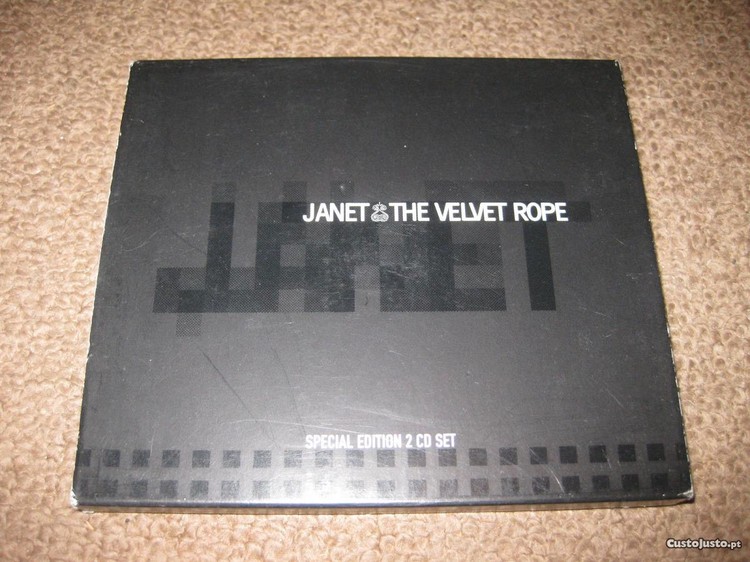 JANET THE VELVET ROPE
JANET
SPECIAL EDITION 2 CD SET
CustoJusto.pt